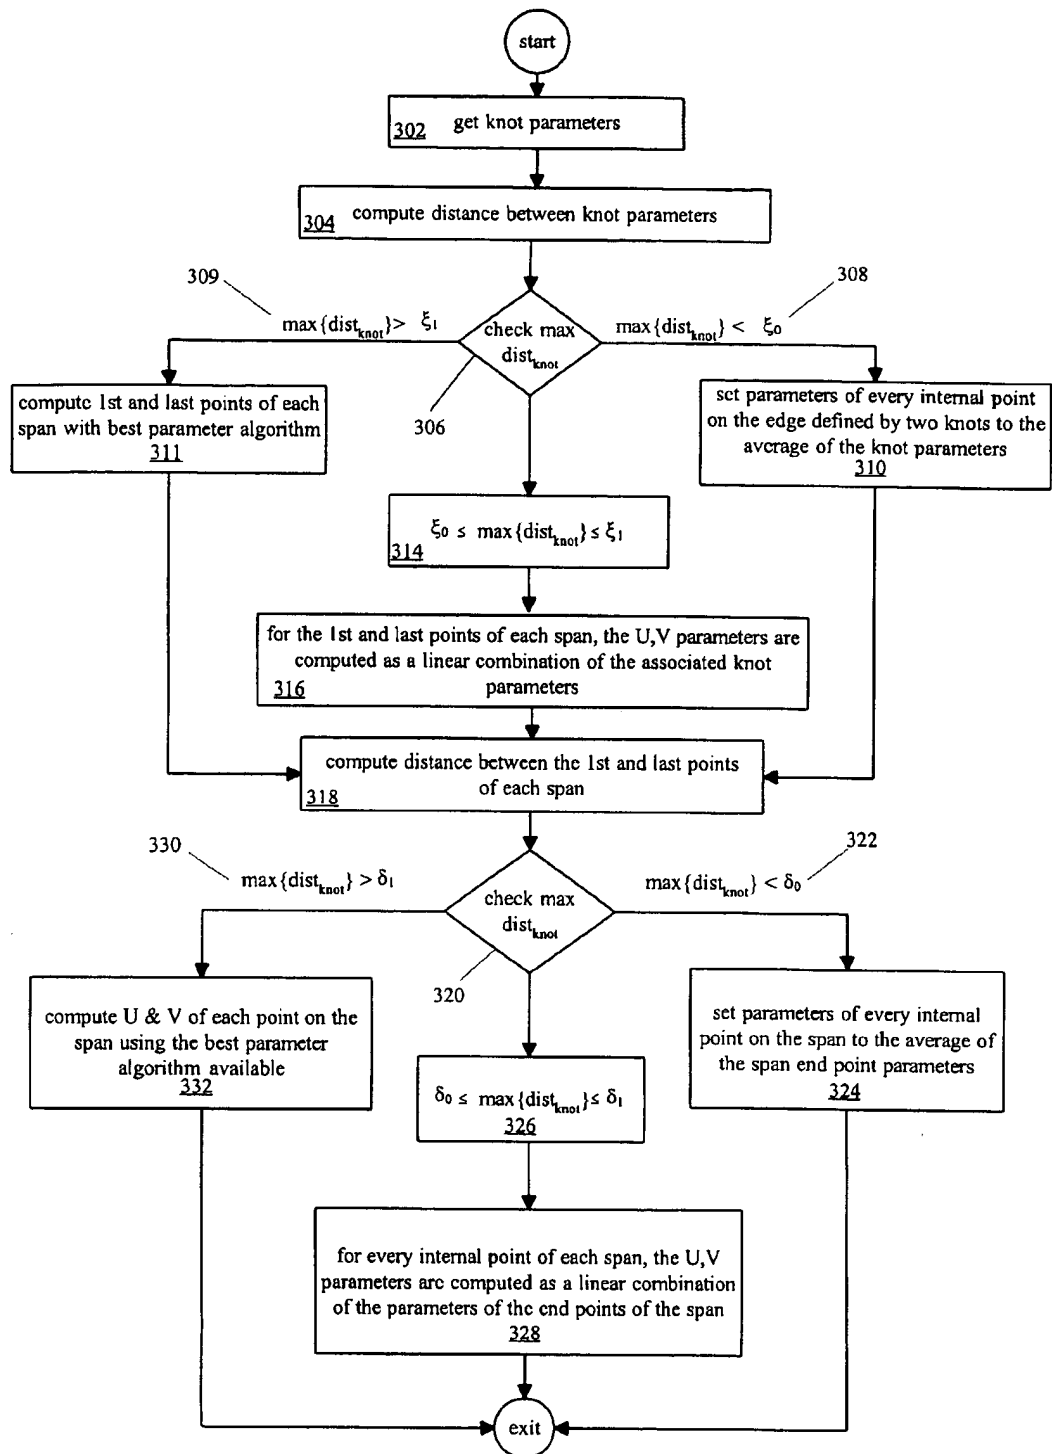 start
302 get knot parameters
304 compute distance between knot parameters
309
308
max{dist_knot}> ξ1
check max
dist_knot
max{dist_knot} < ξ0
306
compute 1st and last points of each
span with best parameter algorithm
311
set parameters of every internal point
on the edge defined by two knots to the
average of the knot parameters
310
ξ0 ≤ max{dist_knot} ≤ ξ1
314
for the 1st and last points of each span, the U,V parameters are
computed as a linear combination of the associated knot
316 parameters
compute distance between the 1st and last points
318 of each span
330
322
max{dist_knot} > δ1
check max
dist_knot
max{dist_knot} < δ0
320
compute U & V of each point on the
span using the best parameter
algorithm available
332
set parameters of every internal
point on the span to the average of
the span end point parameters
324
δ0 ≤ max{dist_knot} ≤ δ1
326
for every internal point of each span, the U,V
parameters are computed as a linear combination
of the parameters of the end points of the span
328
exit